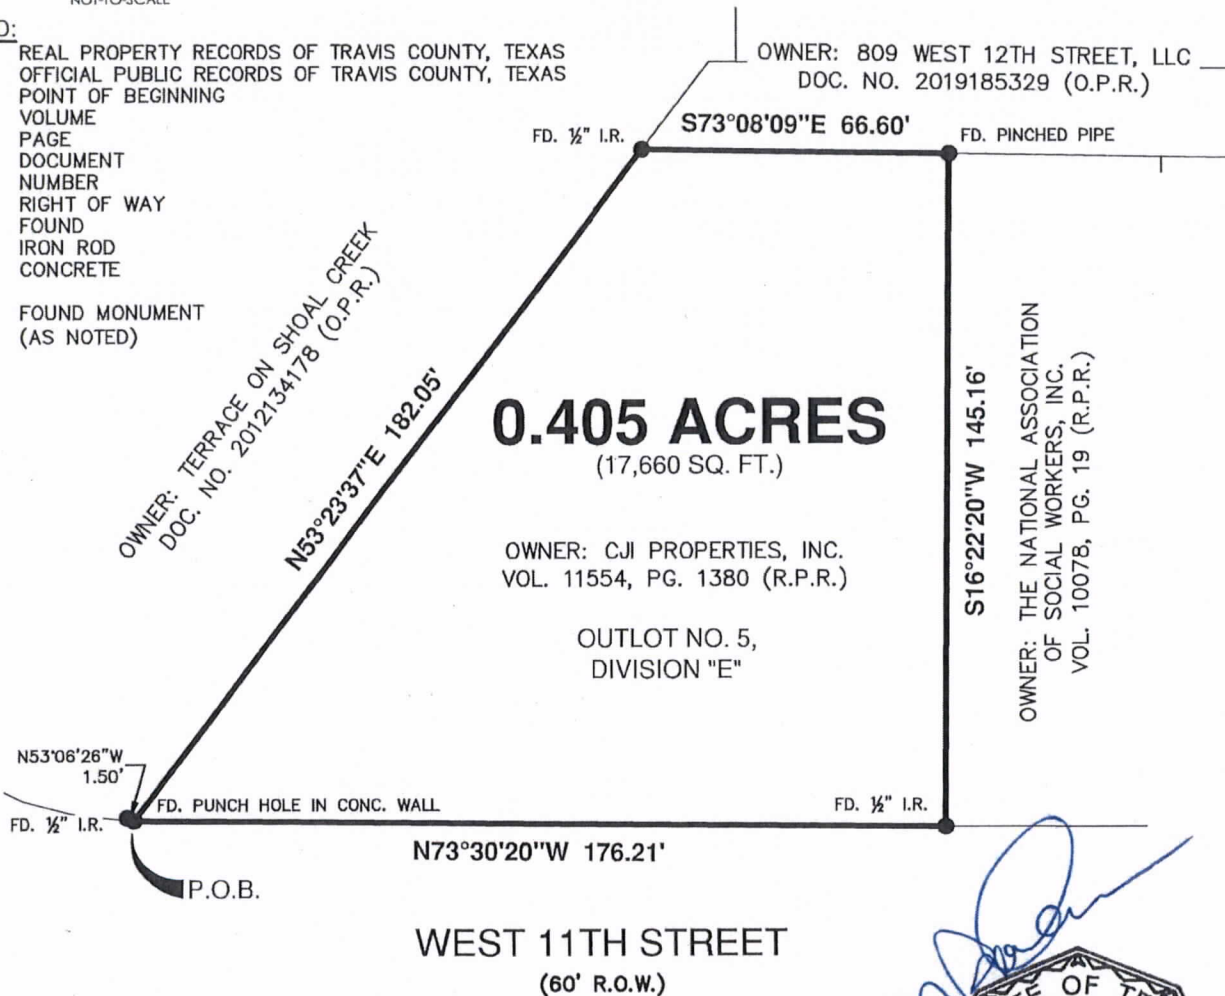 REAL PROPERTY RECORDS OF TRAVIS COUNTY, TEXAS
OFFICIAL PUBLIC RECORDS OF TRAVIS COUNTY, TEXAS
POINT OF BEGINNING
VOLUME
PAGE
DOCUMENT
NUMBER
RIGHT OF WAY
FOUND
IRON ROD
CONCRETE
FOUND MONUMENT
(AS NOTED)
OWNER: 809 WEST 12TH STREET, LLC
DOC. NO. 2019185329 (O.P.R.)
S73°08'09"E 66.60'
FD. ½" I.R.
FD. PINCHED PIPE
OWNER: TERRACE ON SHOAL CREEK
DOC. NO. 2012134178 (O.P.R.)
N53°23'37"E 182.05'
0.405 ACRES
(17,660 SQ. FT.)
OWNER: CJI PROPERTIES, INC.
VOL. 11554, PG. 1380 (R.P.R.)
OUTLOT NO. 5,
DIVISION "E"
S16°22'20"W 145.16'
OWNER: THE NATIONAL ASSOCIATION
OF SOCIAL WORKERS, INC.
VOL. 10078, PG. 19 (R.P.R.)
N53°06'26"W
1.50'
FD. PUNCH HOLE IN CONC. WALL
FD. ½" I.R.
FD. ½" I.R.
N73°30'20"W 176.21'
P.O.B.
WEST 11TH STREET
(60' R.O.W.)
OF